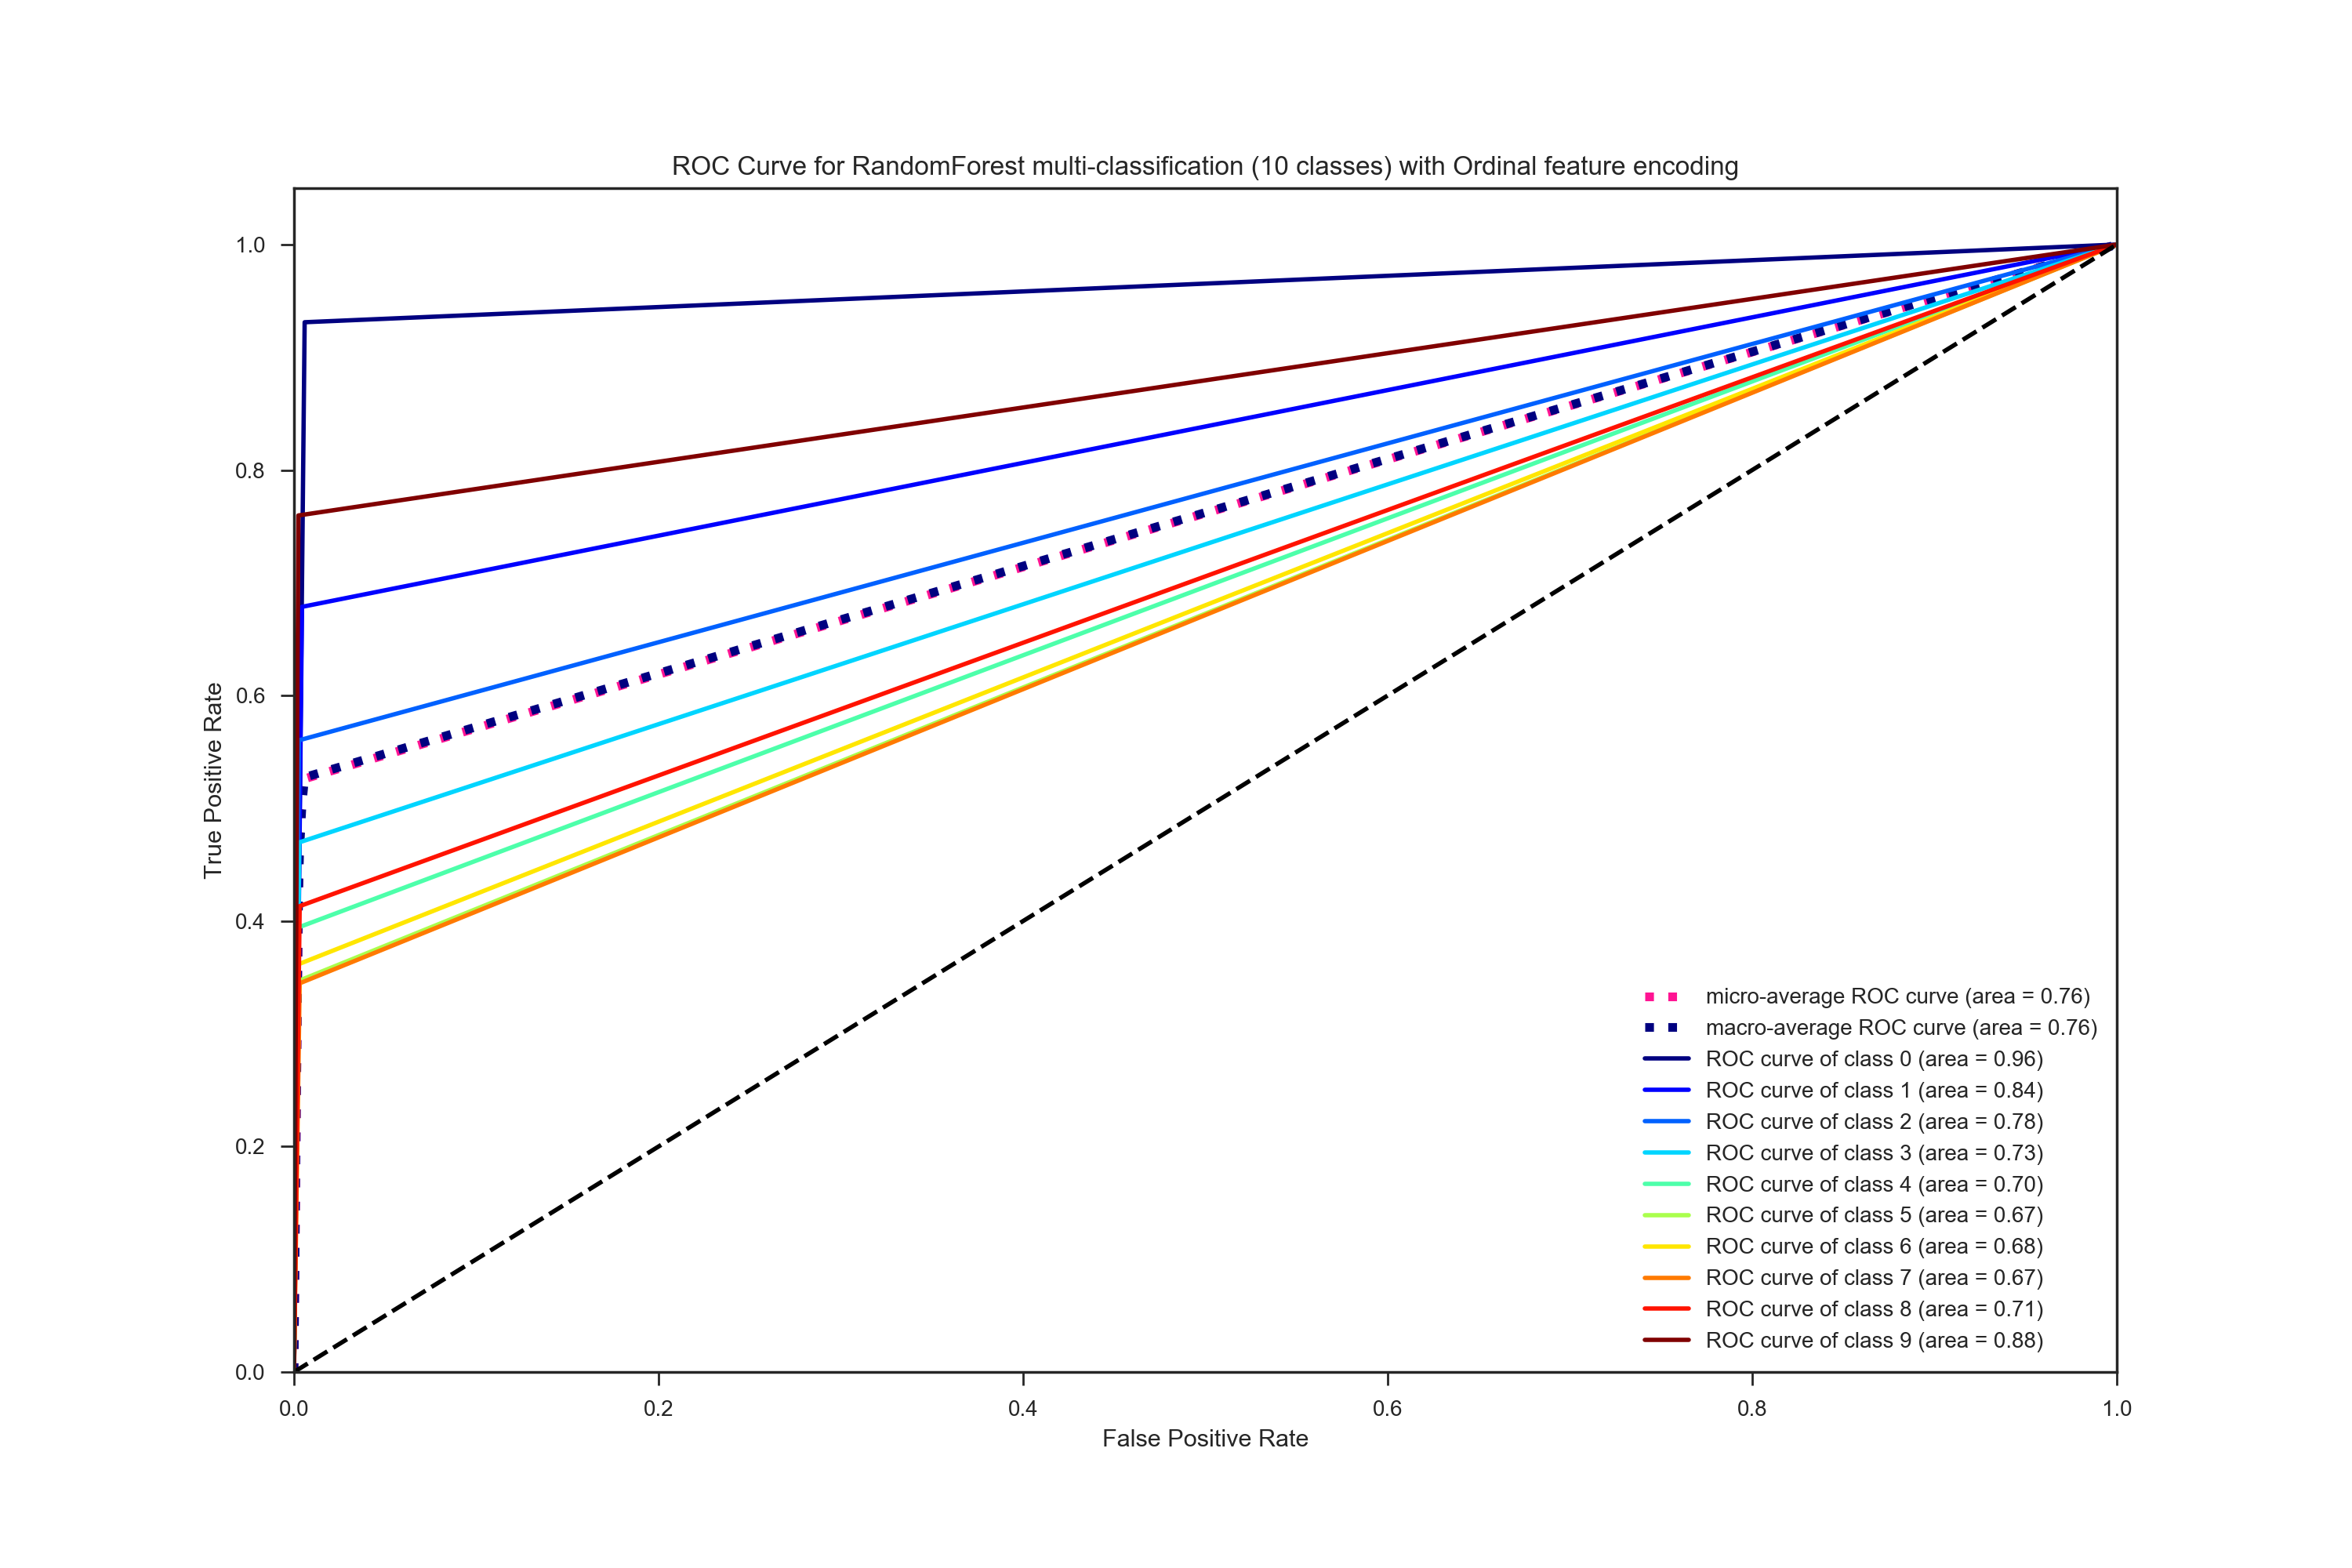 ROC Curve for RandomForest multi-classification (10 classes) with Ordinal feature encoding
1.0
0.8
0.6
0.4
0.2
0.0
True Positive Rate
micro-average ROC curve (area = 0.76)
macro-average ROC curve (area = 0.76)
ROC curve of class 0 (area = 0.96)
ROC curve of class 1 (area = 0.84)
ROC curve of class 2 (area = 0.78)
ROC curve of class 3 (area = 0.73)
ROC curve of class 4 (area = 0.70)
ROC curve of class 5 (area = 0.67)
ROC curve of class 6 (area = 0.68)
ROC curve of class 7 (area = 0.67)
ROC curve of class 8 (area = 0.71)
ROC curve of class 9 (area = 0.88)
0.0 0.2 0.4 0.6 0.8 1.0
False Positive Rate